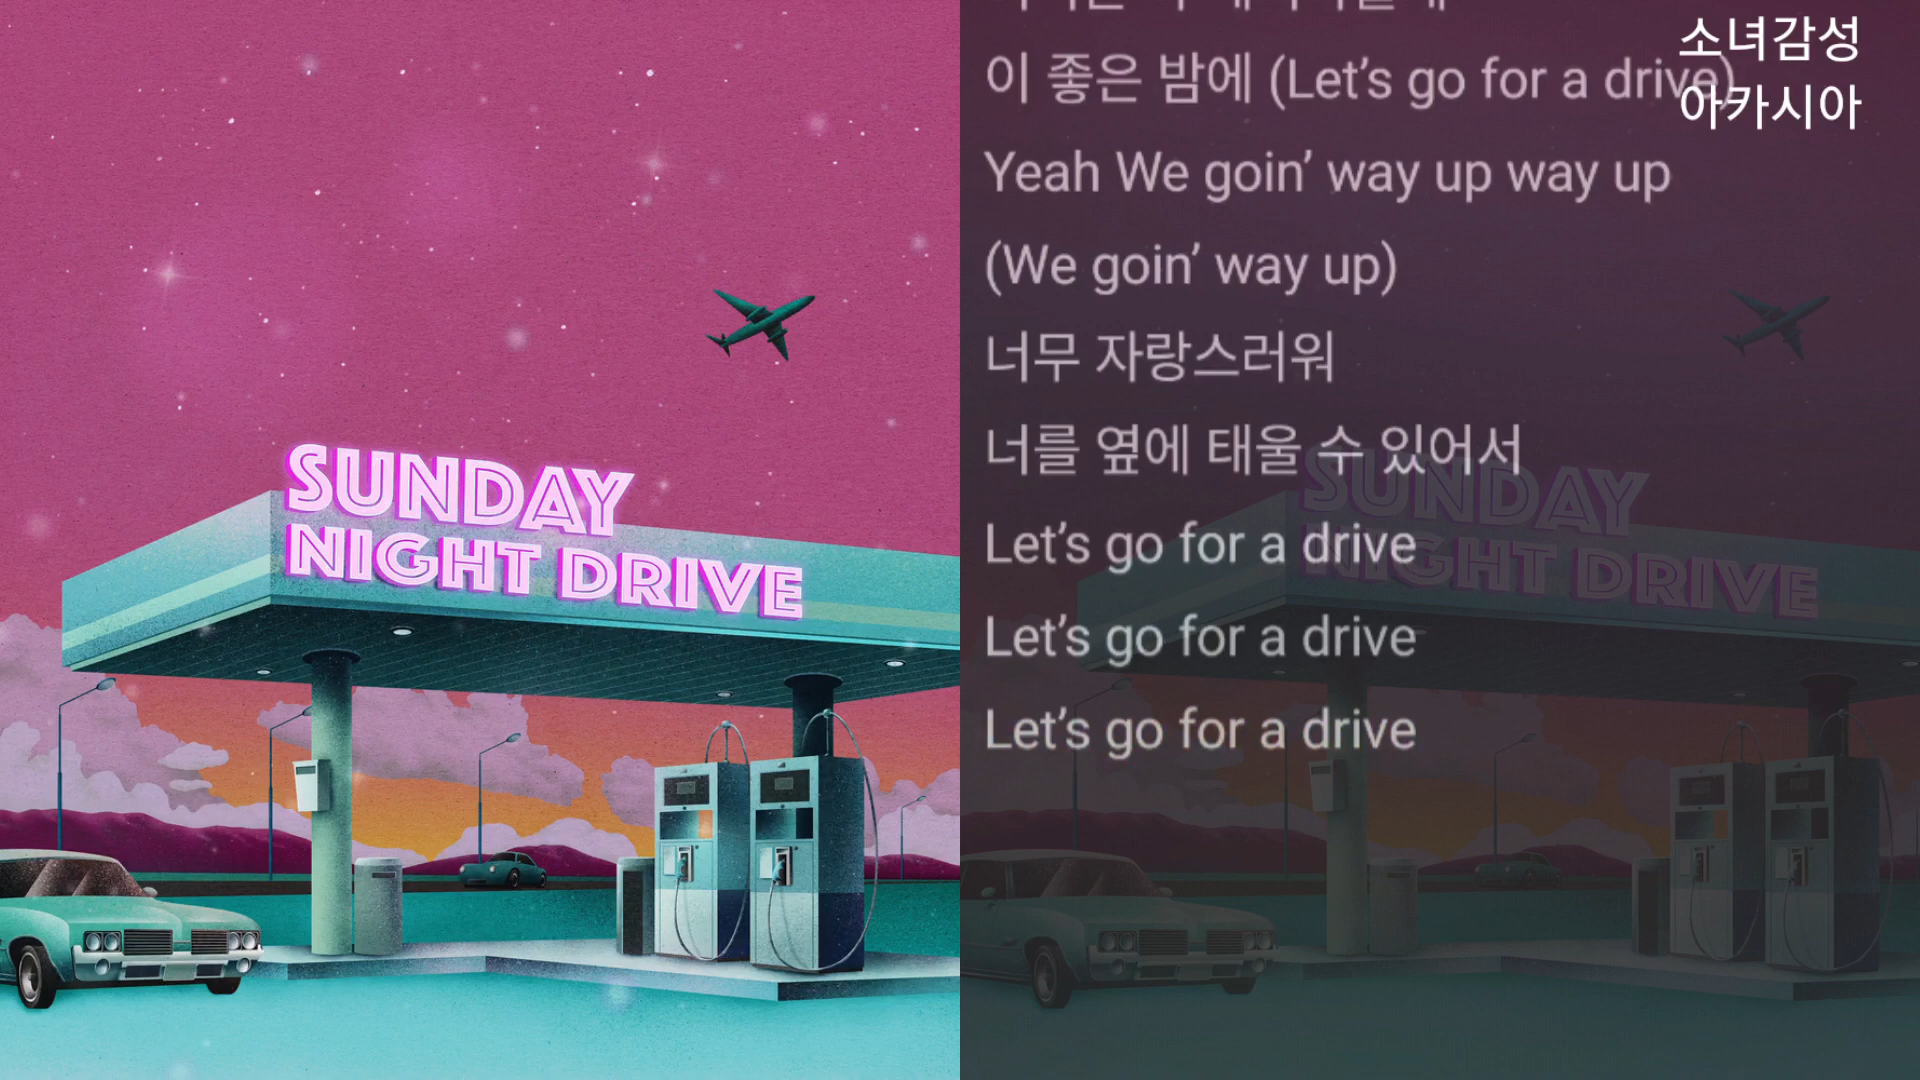 SUNDAY
NIGHT DRIVE
소녀감성
아카시아
이 좋은 밤에 (Let’s go for a drive)
Yeah We goin’ way up way up
(We goin’ way up)
너무 자랑스러워
너를 옆에 태울 수 있어서
Let’s go for a drive
Let’s go for a drive
Let’s go for a drive
SUNDAY
NIGHT DRIVE